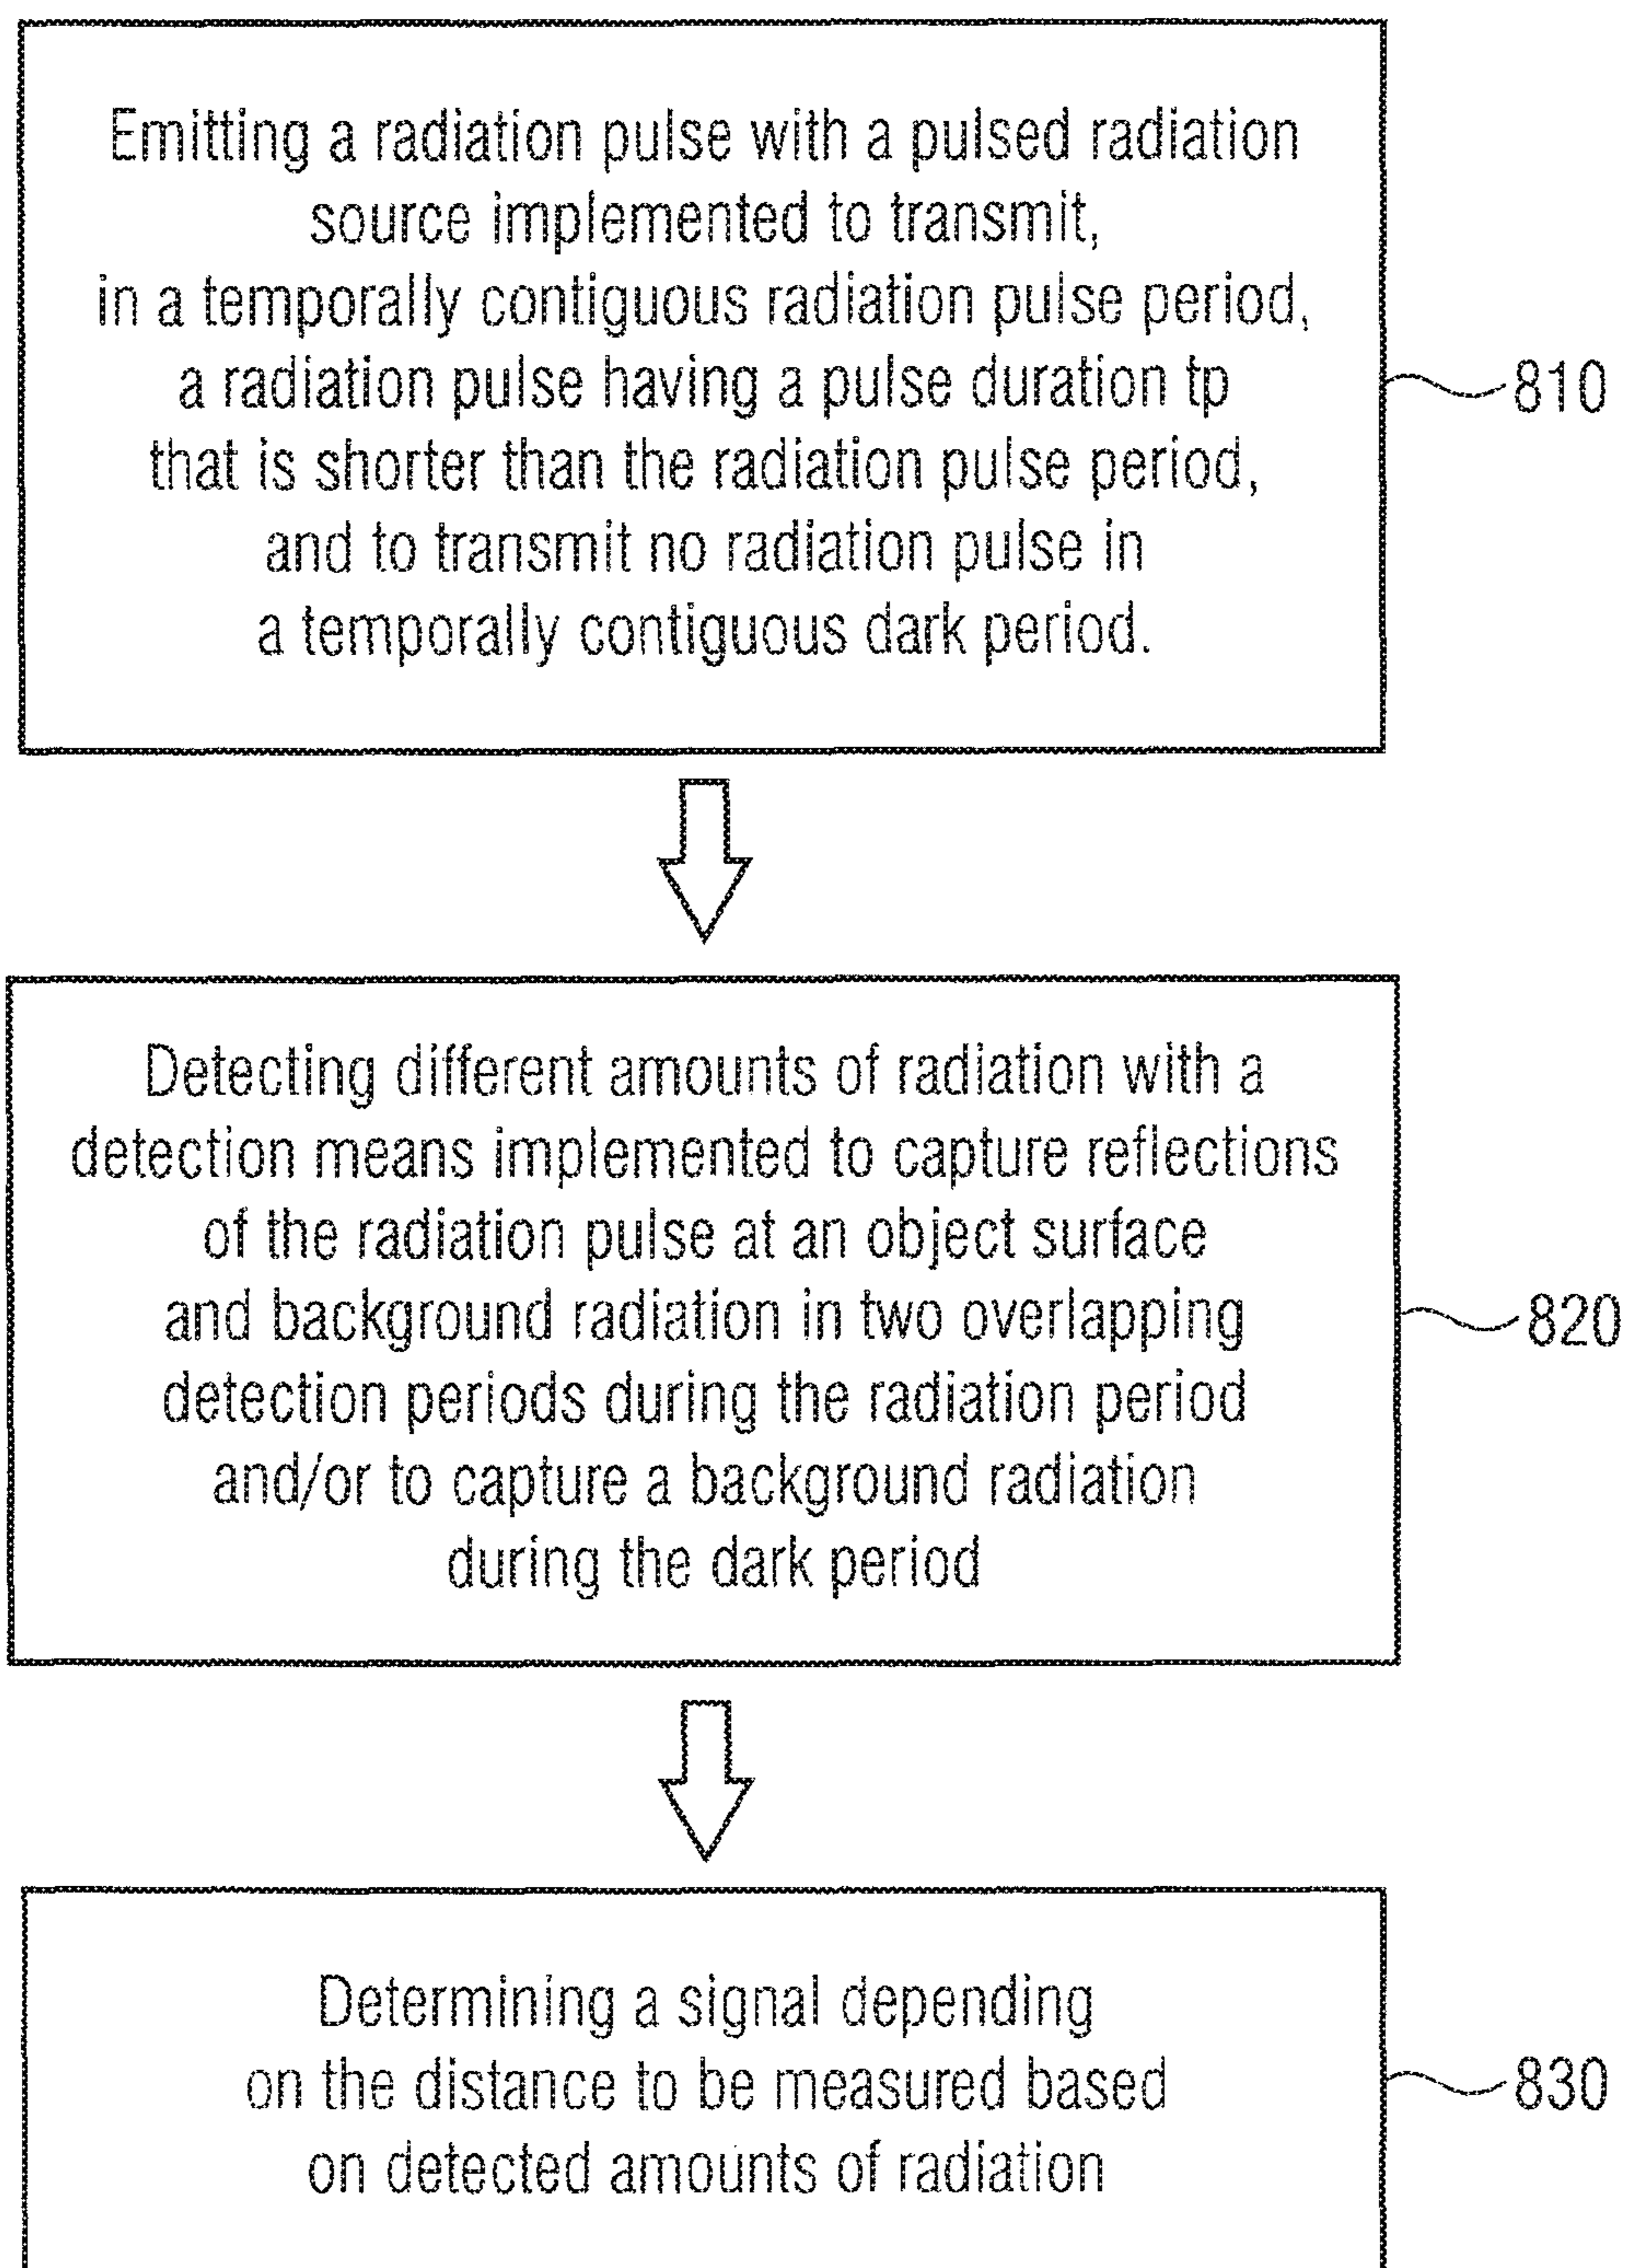 Emitting a radiation pulse with a pulsed radiation
source implemented to transmit,
in a temporally contiguous radiation pulse period,
a radiation pulse having a pulse duration tp
that is shorter than the radiation pulse period,
and to transmit no radiation pulse in
a temporally contiguous dark period.
810
Detecting different amounts of radiation with a
detection means implemented to capture reflections
of the radiation pulse at an object surface
and background radiation in two overlapping
detection periods during the radiation period
and/or to capture a background radiation
during the dark period
820
Determining a signal depending
on the distance to be measured based
on detected amounts of radiation
830